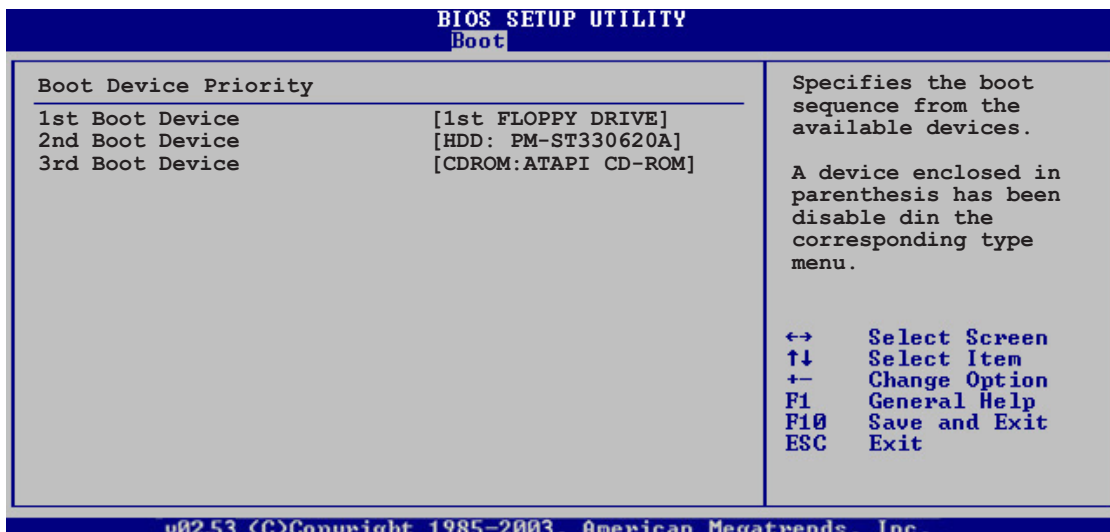 BIOS SETUP UTILITY
Boot
Boot Device Priority
1st Boot Device [1st FLOPPY DRIVE]
2nd Boot Device [HDD: PM-ST330620A]
3rd Boot Device [CDROM:ATAPI CD-ROM]
Specifies the boot
sequence from the
available devices.
A device enclosed in
parenthesis has been
disable din the
corresponding type
menu.
←→ Select Screen
↑↓ Select Item
+- Change Option
F1 General Help
F10 Save and Exit
ESC Exit
v02.53 (C)Copyright 1985-2003, American Megatrends, Inc.